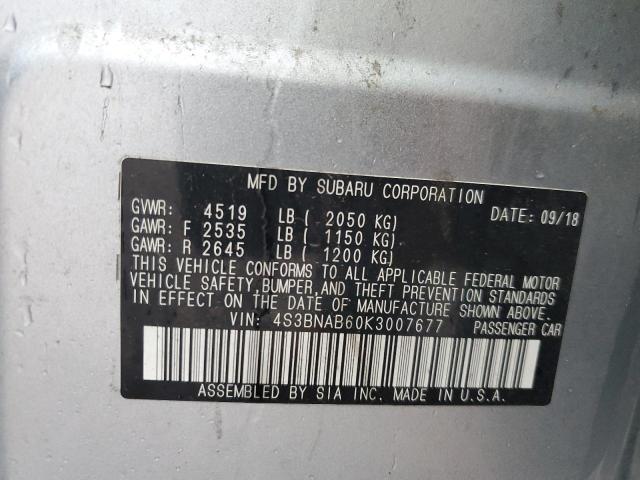 MFD BY SUBARU CORPORATION
GVWR: 4519 LB ( 2050 KG) DATE: 09/18
GAWR: F 2535 LB ( 1150 KG)
GAWR: R 2645 LB ( 1200 KG)
THIS VEHICLE CONFORMS TO ALL APPLICABLE FEDERAL MOTOR
VEHICLE SAFETY,BUMPER,AND THEFT PREVENTION STANDARDS
IN EFFECT ON THE DATE OF MANUFACTURE SHOWN ABOVE.
VIN: 4S3BNAB60K3007677 PASSENGER CAR
ASSEMBLED BY SIA INC. MADE IN U.S.A.